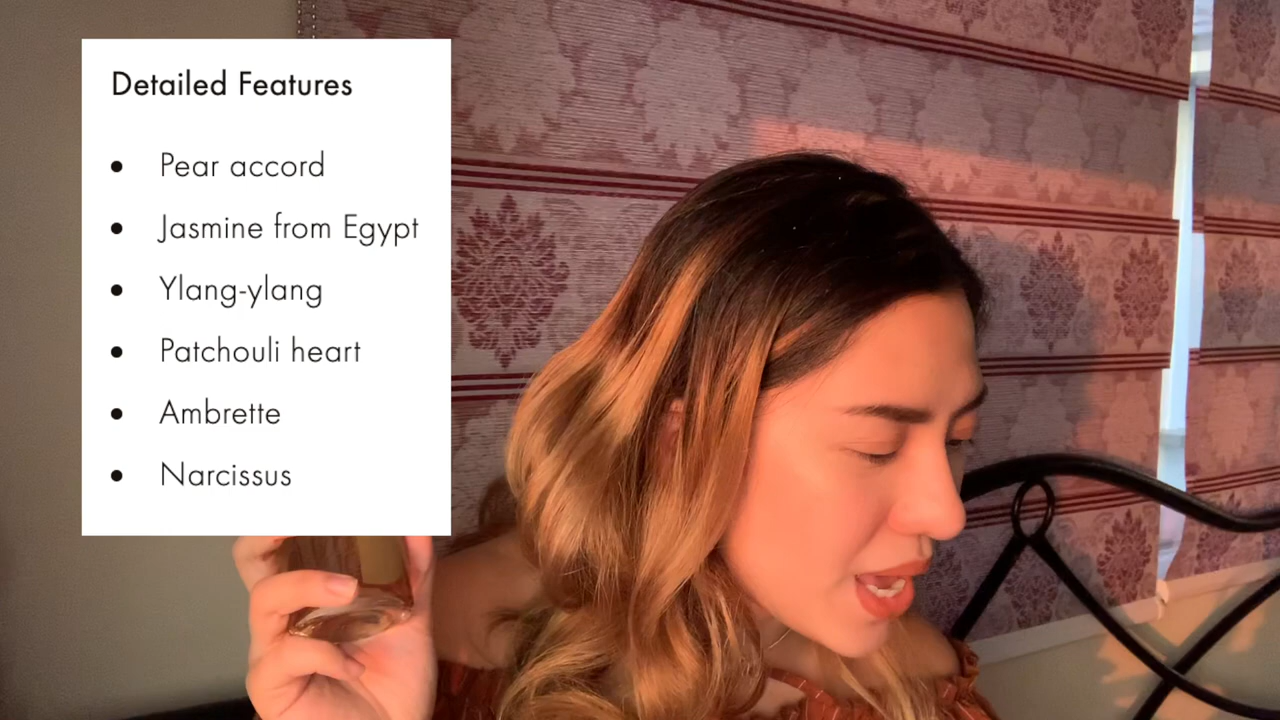 Detailed Features
• Pear accord
• Jasmine from Egypt
• Ylang-ylang
• Patchouli heart
• Ambrette
• Narcissus